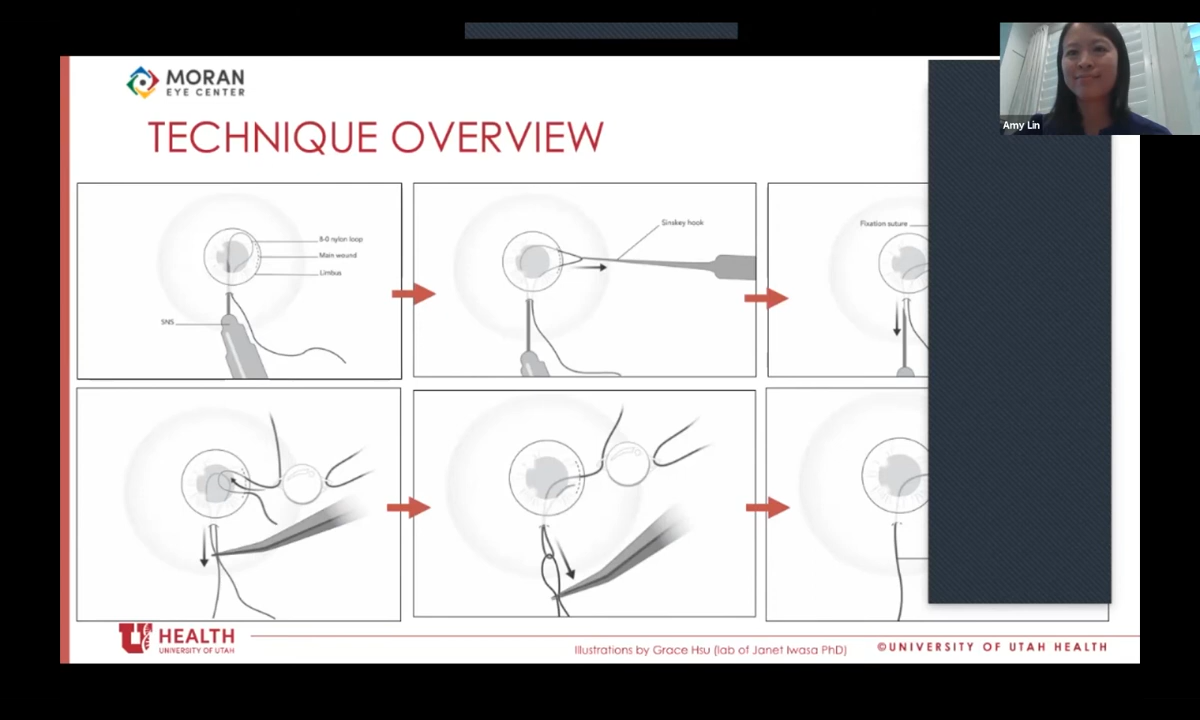 MORAN
EYE CENTER
Amy Lin
TECHNIQUE OVERVIEW
8-0 nylon loop
Main wound
Limbus
SNS
Sinskey hook
Fixation suture
U HEALTH
UNIVERSITY OF UTAH
Illustrations by Grace Hsu (lab of Janet Iwasa PhD)
©UNIVERSITY OF UTAH HEALTH